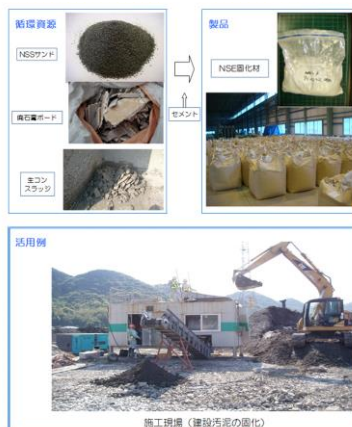 循環資源
NSSサンド
廃石膏ボード
生コン
スラッジ
セメント
製品
NSE固化材
活用例
施工現場（建設汚泥の固化）